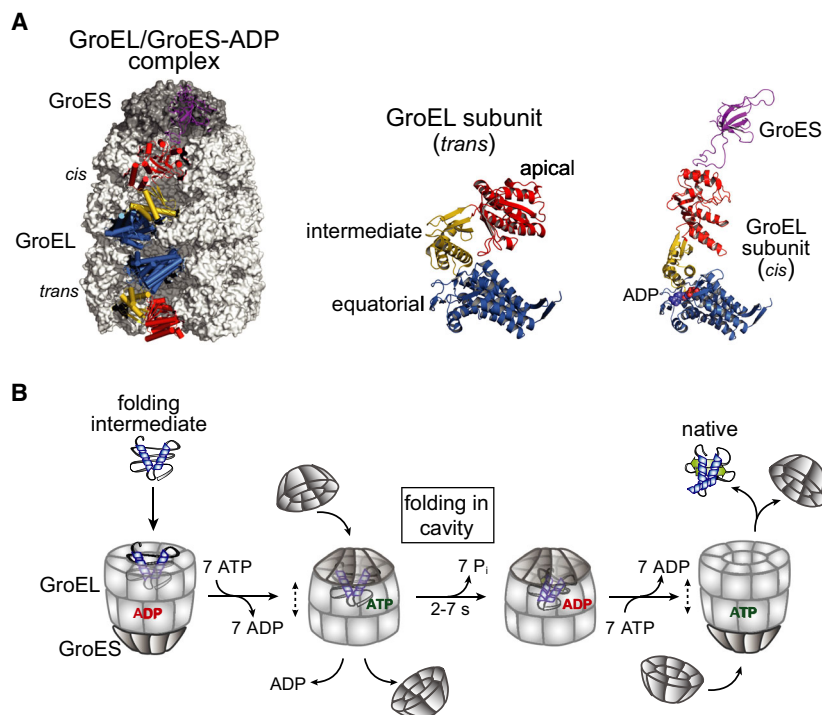 A
GroEL/GroES-ADP
complex
GroES
cis
GroEL
trans
GroEL subunit
(trans)
apical
intermediate
equatorial
GroES
GroEL
subunit
(cis)
ADP
B
folding
intermediate
GroEL
ADP
GroES
7 ATP
7 ADP
ATP
ADP
folding in
cavity
7 Pi
2-7 s
ADP
7 ADP
7 ATP
native
ATP